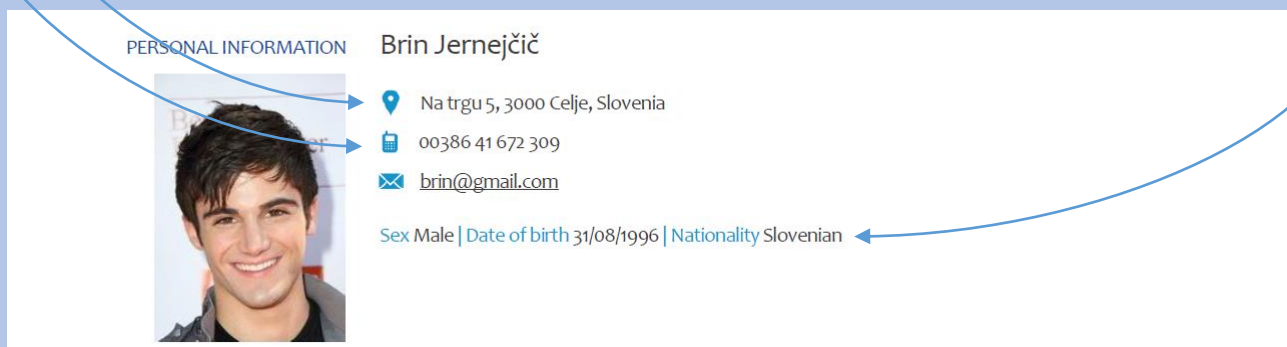 PERSONAL INFORMATION
Brin Jernejčič
Na trgu 5, 3000 Celje, Slovenia
00386 41 672 309
brin@gmail.com
Sex Male | Date of birth 31/08/1996 | Nationality Slovenian